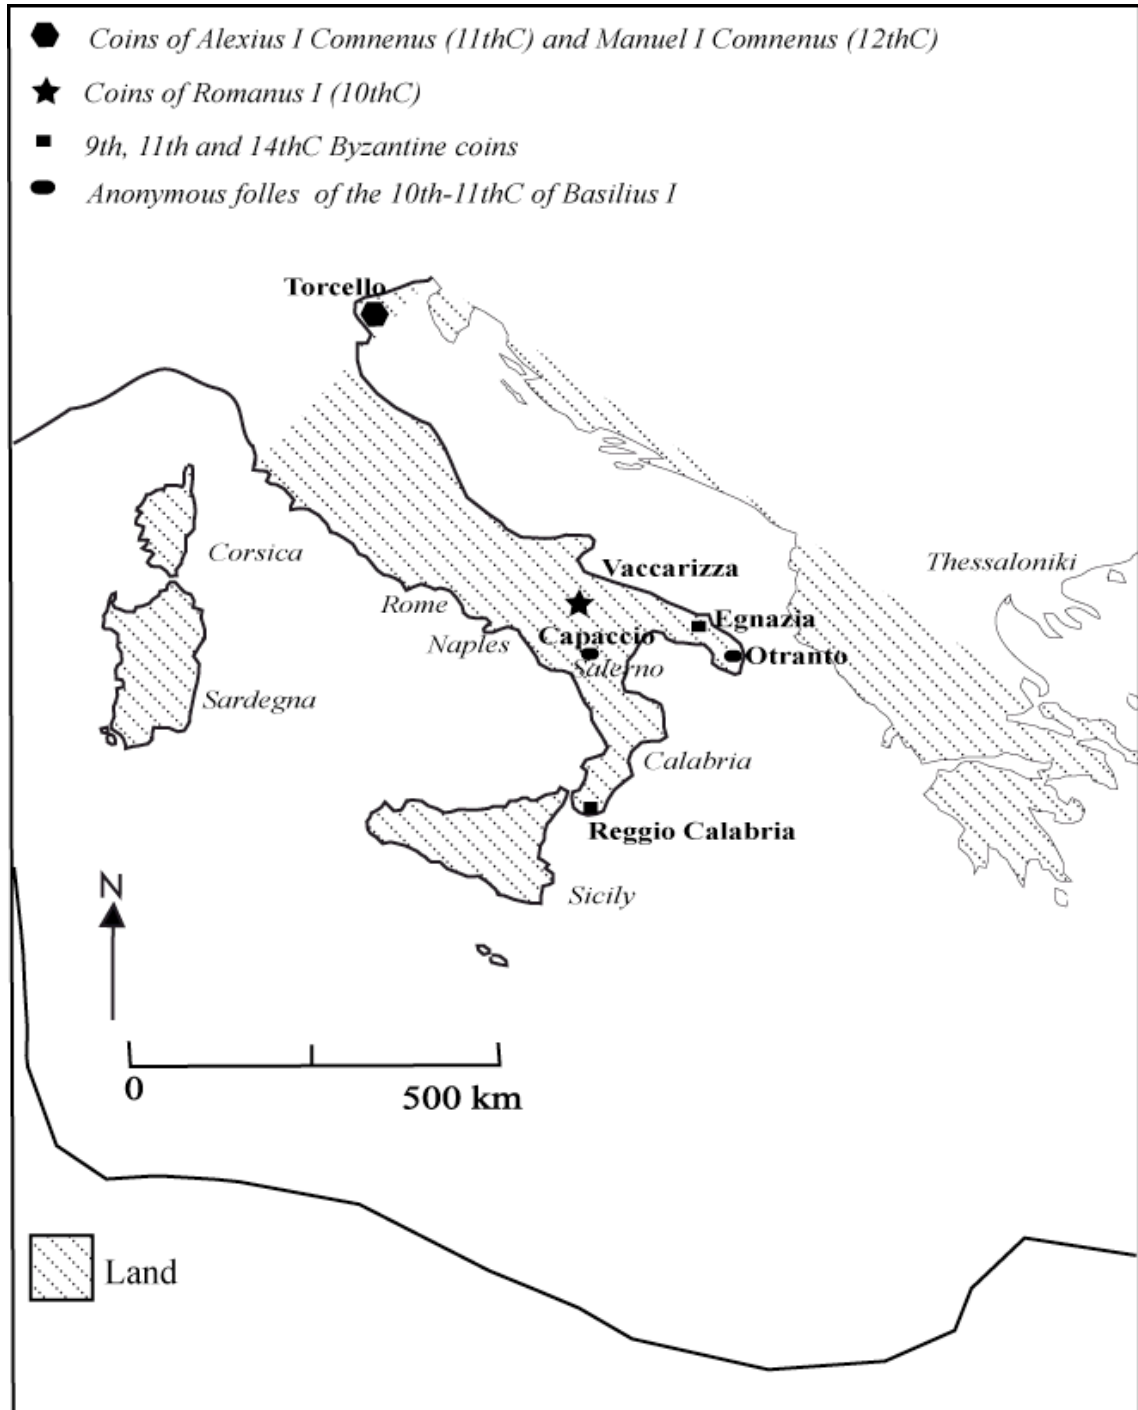 Coins of Alexius I Comnenus (11thC) and Manuel I Comnenus (12thC)
Coins of Romanus I (10thC)
9th, 11th and 14thC Byzantine coins
Anonymous folles of the 10th-11thC of Basilius I
Torcello
Corsica
Thessaloniki
Vaccarizza
Rome
Egnazia
Naples
Capaccio
Otranto
Salerno
Sardegna
Calabria
Reggio Calabria
N
Sicily
0
500 km
Land